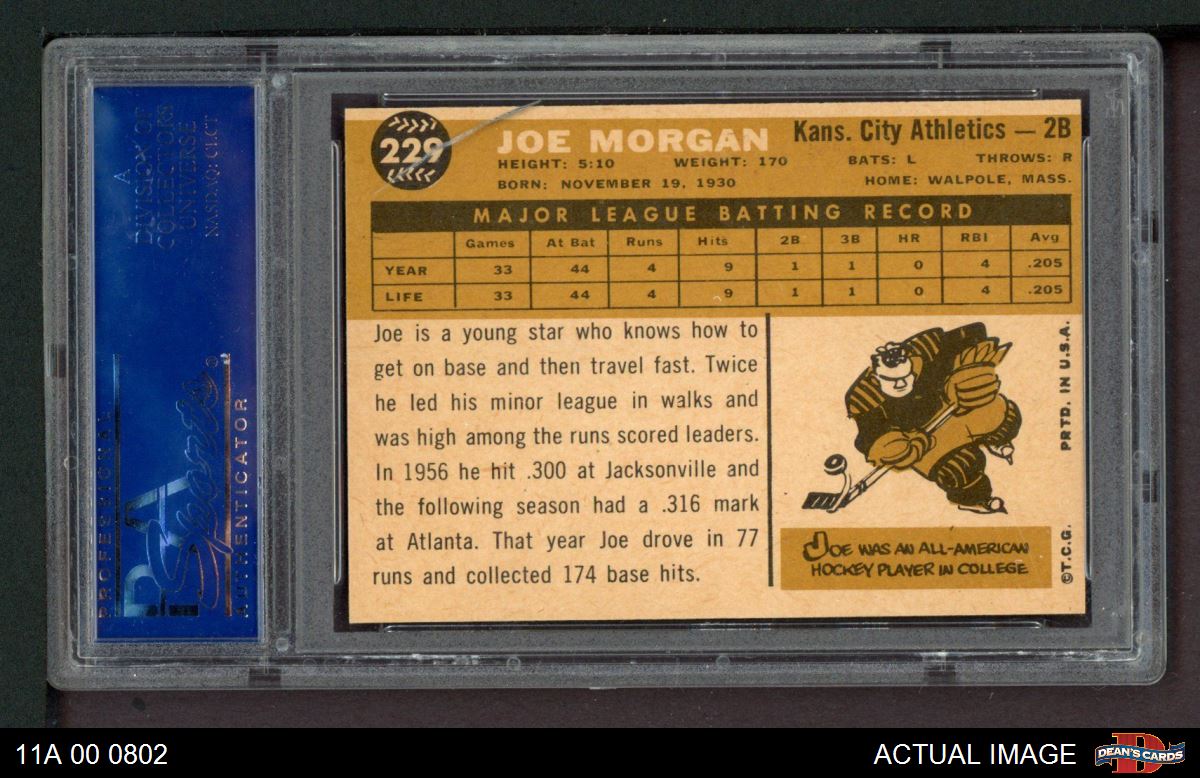 A
DIVISION OF
COLLECTORS
UNIVERSE
NASDAQ: CLCT
PROFESSIONAL
PSA
Sports®
AUTHENTICATOR
229
JOE MORGAN
Kans. City Athletics — 2B
HEIGHT: 5:10 WEIGHT: 170 BATS: L THROWS: R
BORN: NOVEMBER 19, 1930 HOME: WALPOLE, MASS.
MAJOR LEAGUE BATTING RECORD
Games At Bat Runs Hits 2B 3B HR RBI Avg
YEAR 33 44 4 9 1 1 0 4 .205
LIFE 33 44 4 9 1 1 0 4 .205
Joe is a young star who knows how to
get on base and then travel fast. Twice
he led his minor league in walks and
was high among the runs scored leaders.
In 1956 he hit .300 at Jacksonville and
the following season had a .316 mark
at Atlanta. That year Joe drove in 77
runs and collected 174 base hits.
JOE WAS AN ALL-AMERICAN
HOCKEY PLAYER IN COLLEGE
PRTD. IN U.S.A.
©T.C.G.
11A 00 0802
ACTUAL IMAGE
DEAN'S CARDS